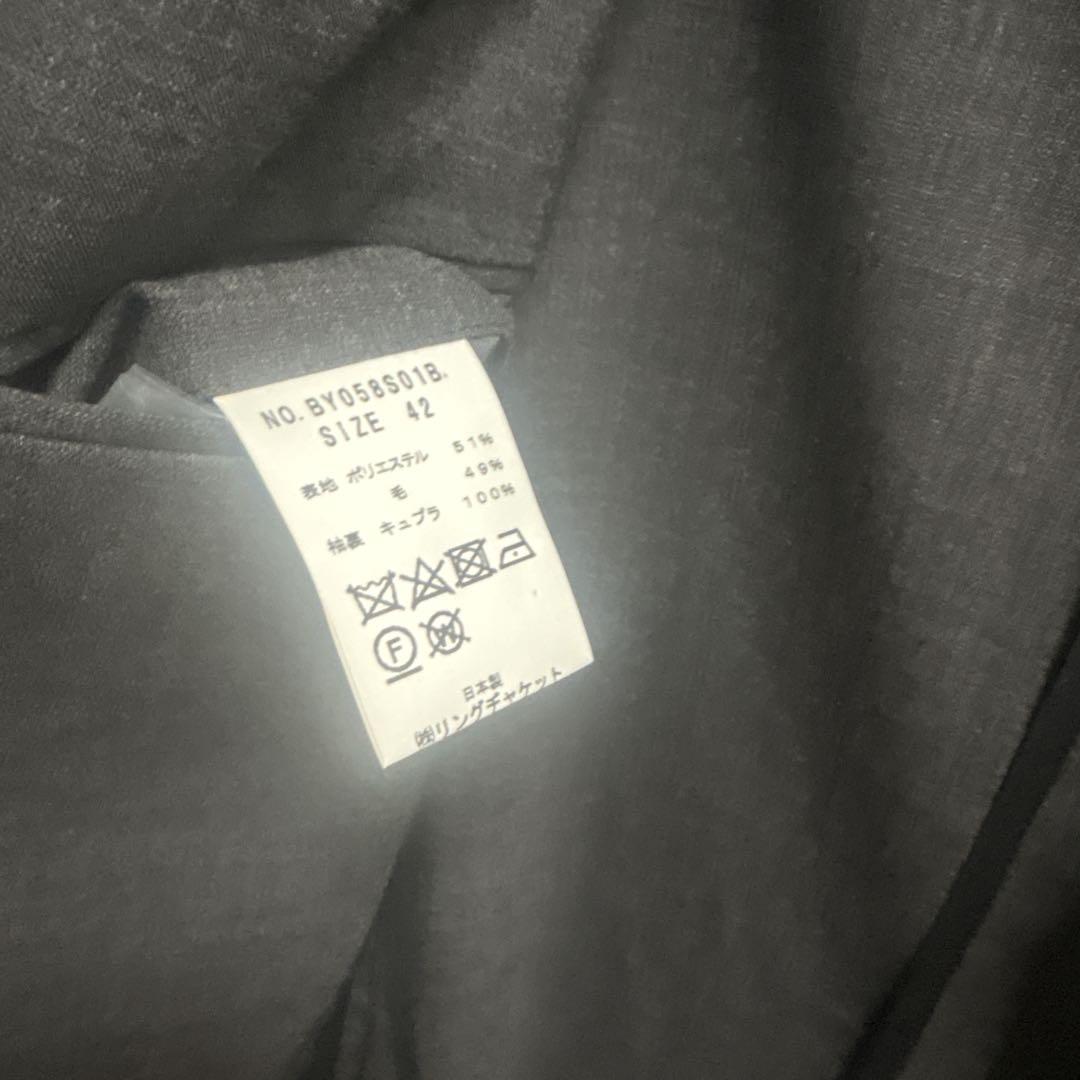 NO. BY058S01B.
SIZE 42
表地 ポリエステル 51%
毛 49%
袖裏 キュプラ 100%
F W
日本製
㈱リングヂャケット